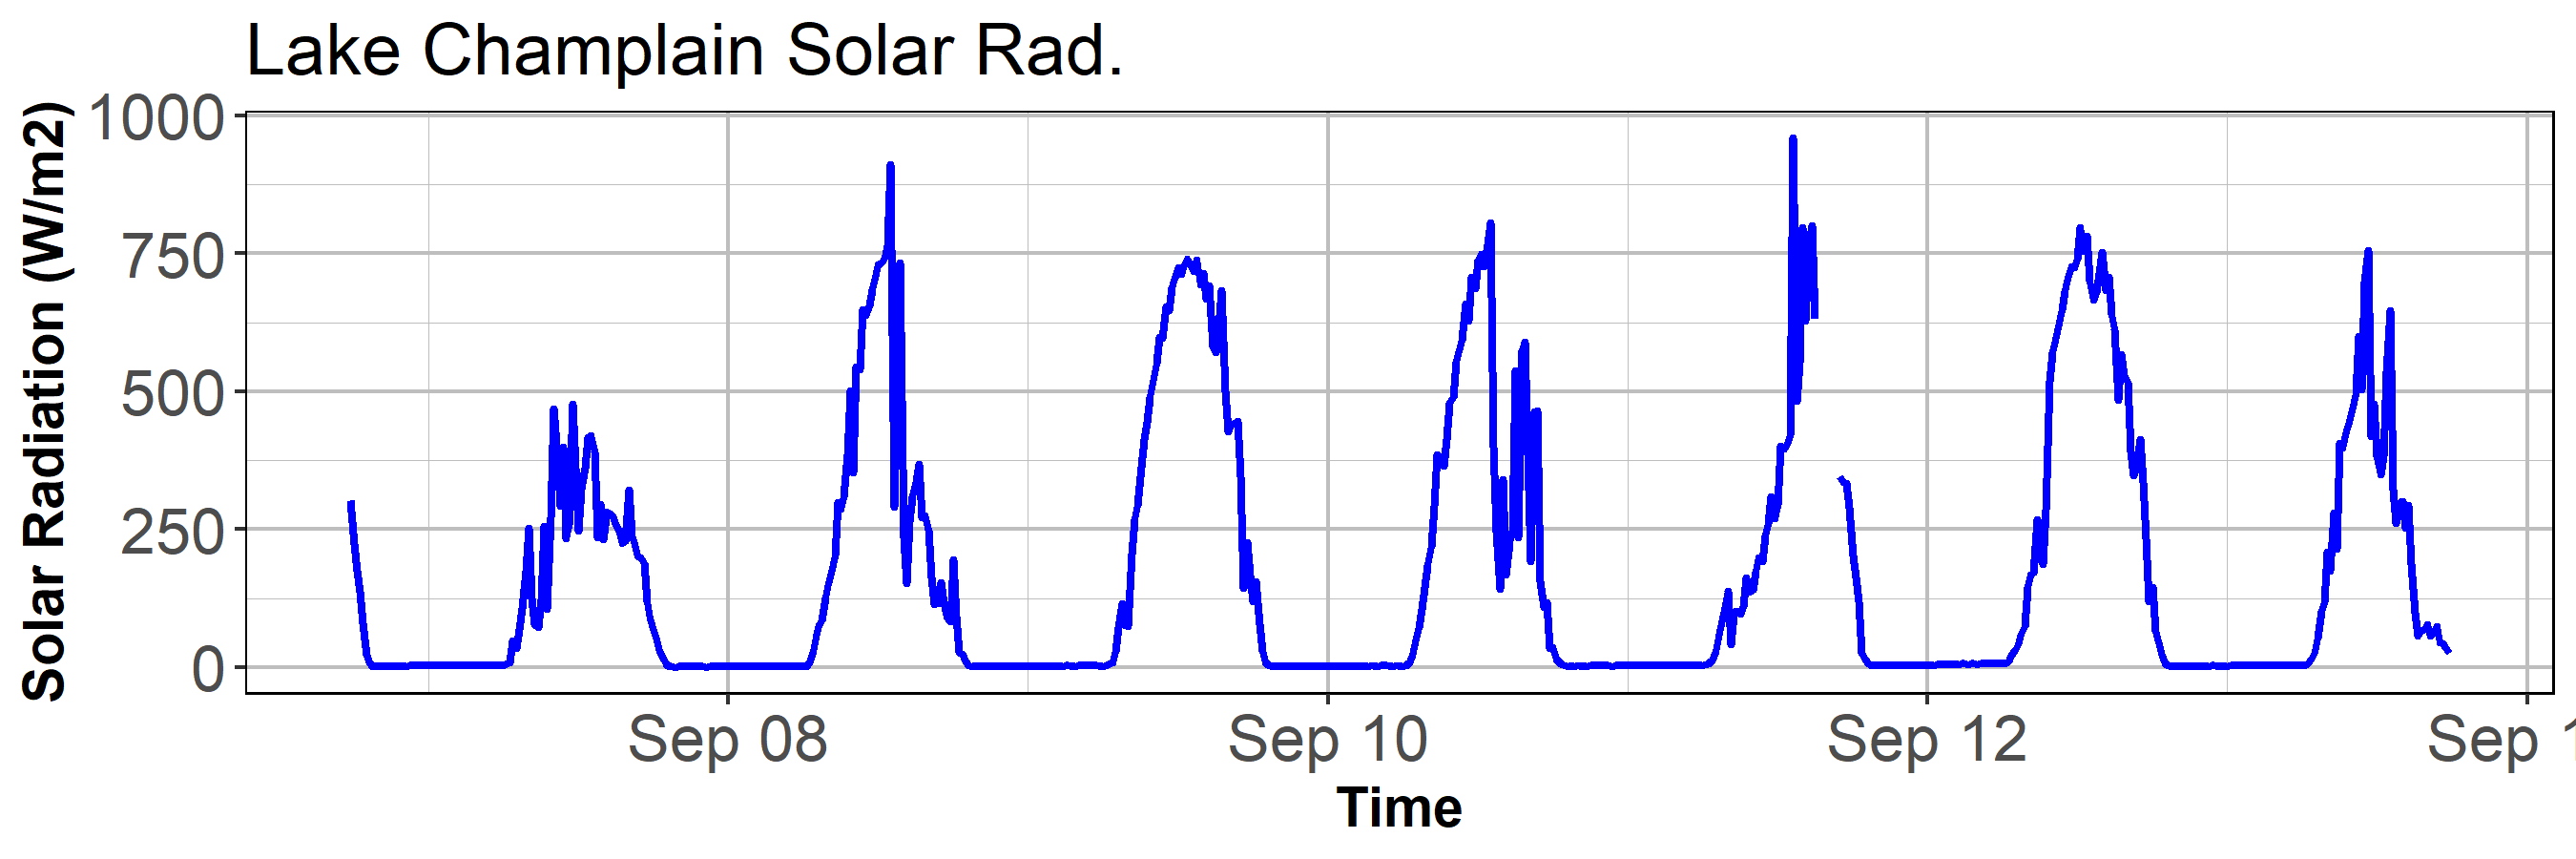 Lake Champlain Solar Rad.
Solar Radiation (W/m2)
1000
750
500
250
0
Sep 08 Sep 10 Sep 12 Sep
Time